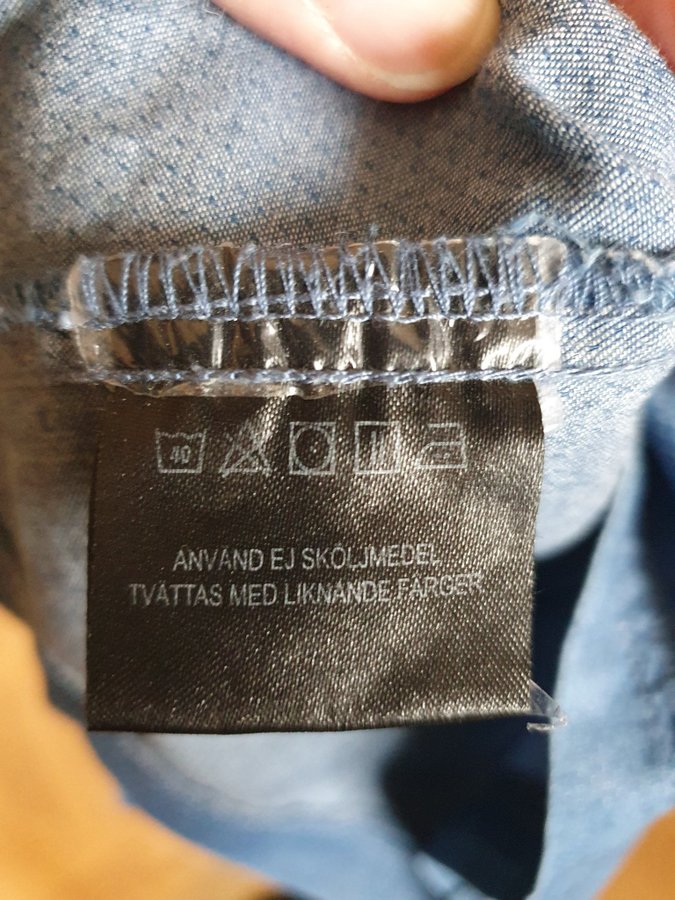 40
ANVÄND EJ SKÖLJMEDEL
TVÄTTAS MED LIKNANDE FÄRGER